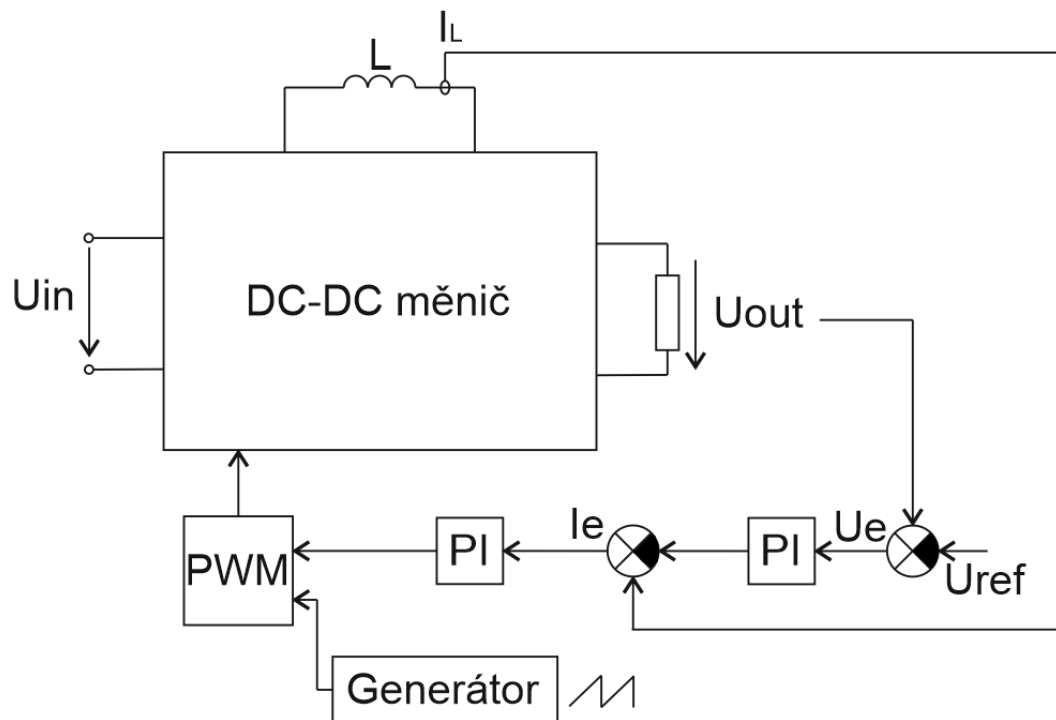 IL
L
Uin
DC-DC měnič
Uout
PWM
PI
Ie
PI
Ue
Uref
Generátor